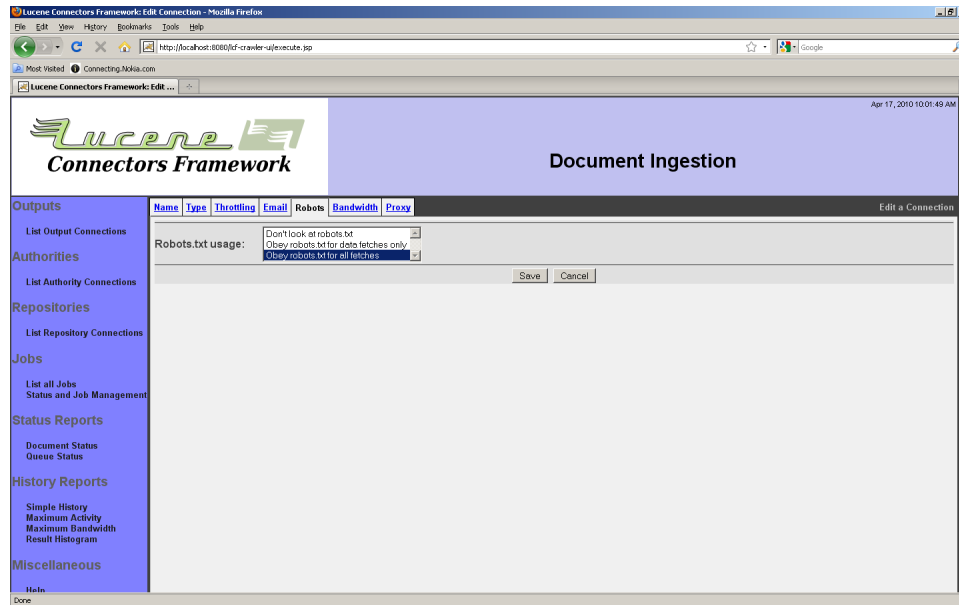 Lucene Connectors Framework: Edit Connection - Mozilla Firefox
File Edit View History Bookmarks Tools Help
http://localhost:8080/lcf-crawler-ui/execute.jsp
Google
Most Visited Connecting.Nokia.com
Lucene Connectors Framework: Edit ...
Apr 17, 2010 10:01:49 AM
Lucene
Connectors Framework
Document Ingestion
Outputs
List Output Connections
Authorities
List Authority Connections
Repositories
List Repository Connections
Jobs
List all Jobs
Status and Job Management
Status Reports
Document Status
Queue Status
History Reports
Simple History
Maximum Activity
Maximum Bandwidth
Result Histogram
Miscellaneous
Help
Name Type Throttling Email Robots Bandwidth Proxy
Edit a Connection
Robots.txt usage:
Don't look at robots.txt
Obey robots.txt for data fetches only
Obey robots.txt for all fetches
Save Cancel
Done